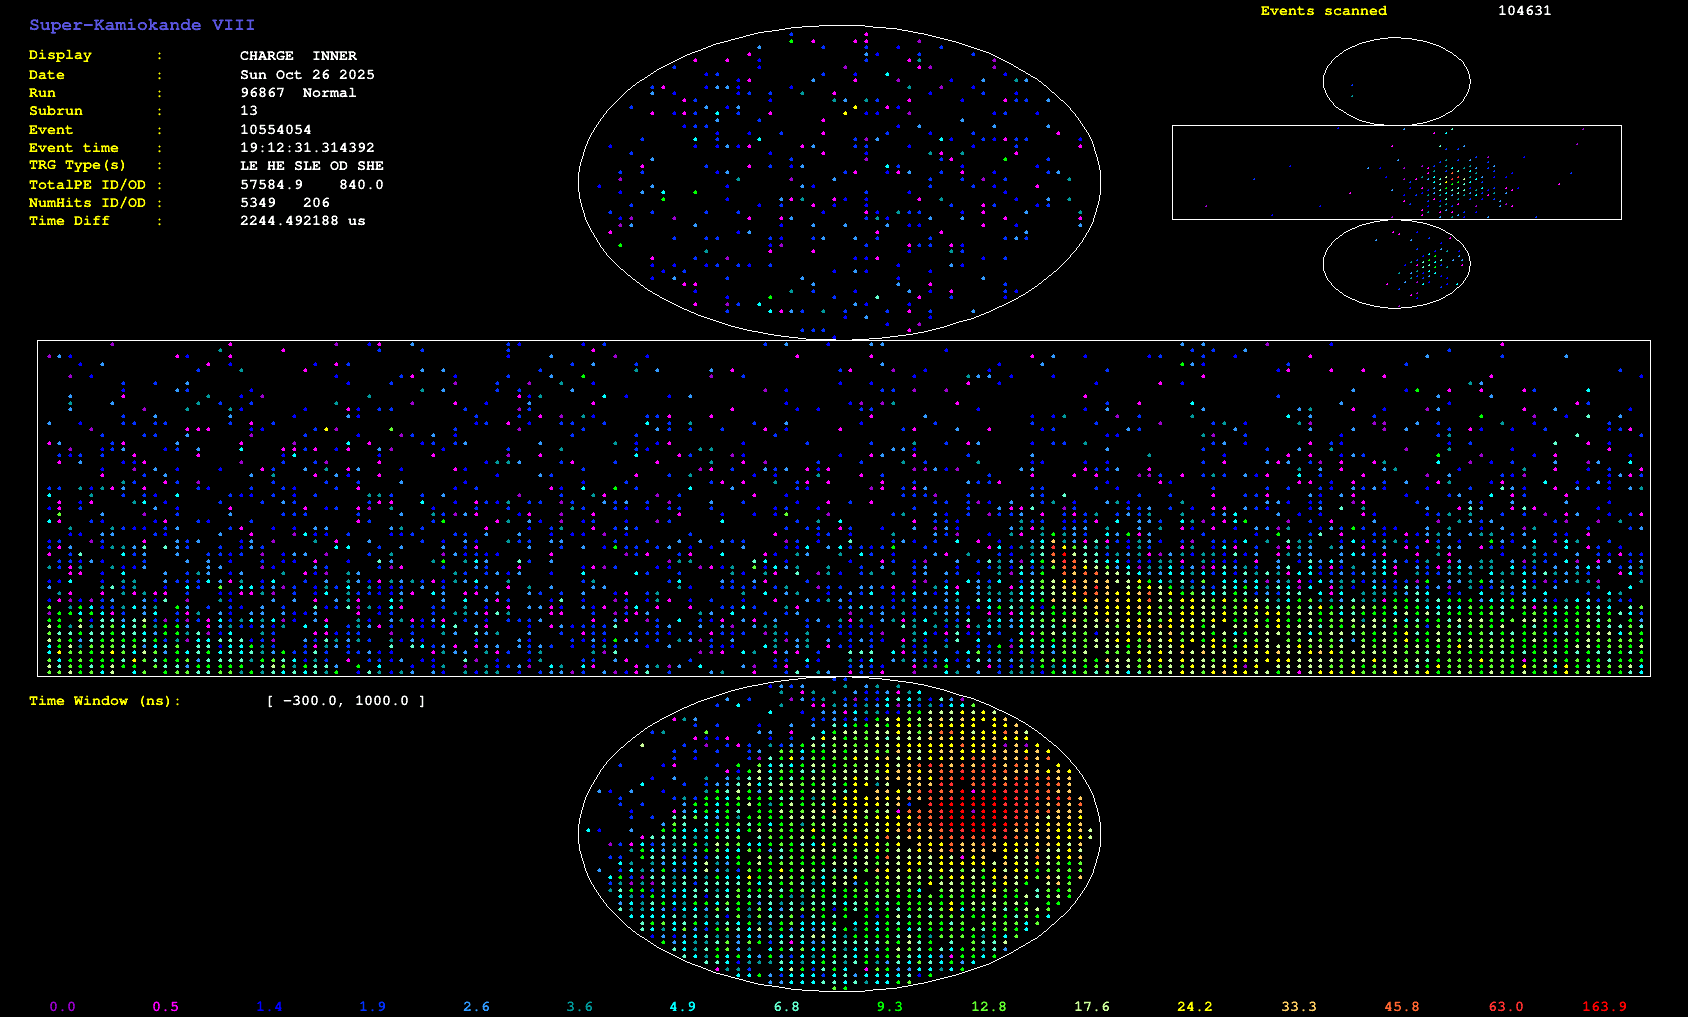 Super-Kamiokande VIII
Events scanned 104631
Display : CHARGE INNER
Date : Sun Oct 26 2025
Run : 96867 Normal
Subrun : 13
Event : 10554054
Event time : 19:12:31.314392
TRG Type(s) : LE HE SLE OD SHE
TotalPE ID/OD : 57584.9 840.0
NumHits ID/OD : 5349 206
Time Diff : 2244.492188 us
Time Window (ns): [ -300.0, 1000.0 ]
0.0 0.5 1.4 1.9 2.6 3.6 4.9 6.8 9.3 12.8 17.6 24.2 33.3 45.8 63.0 163.9